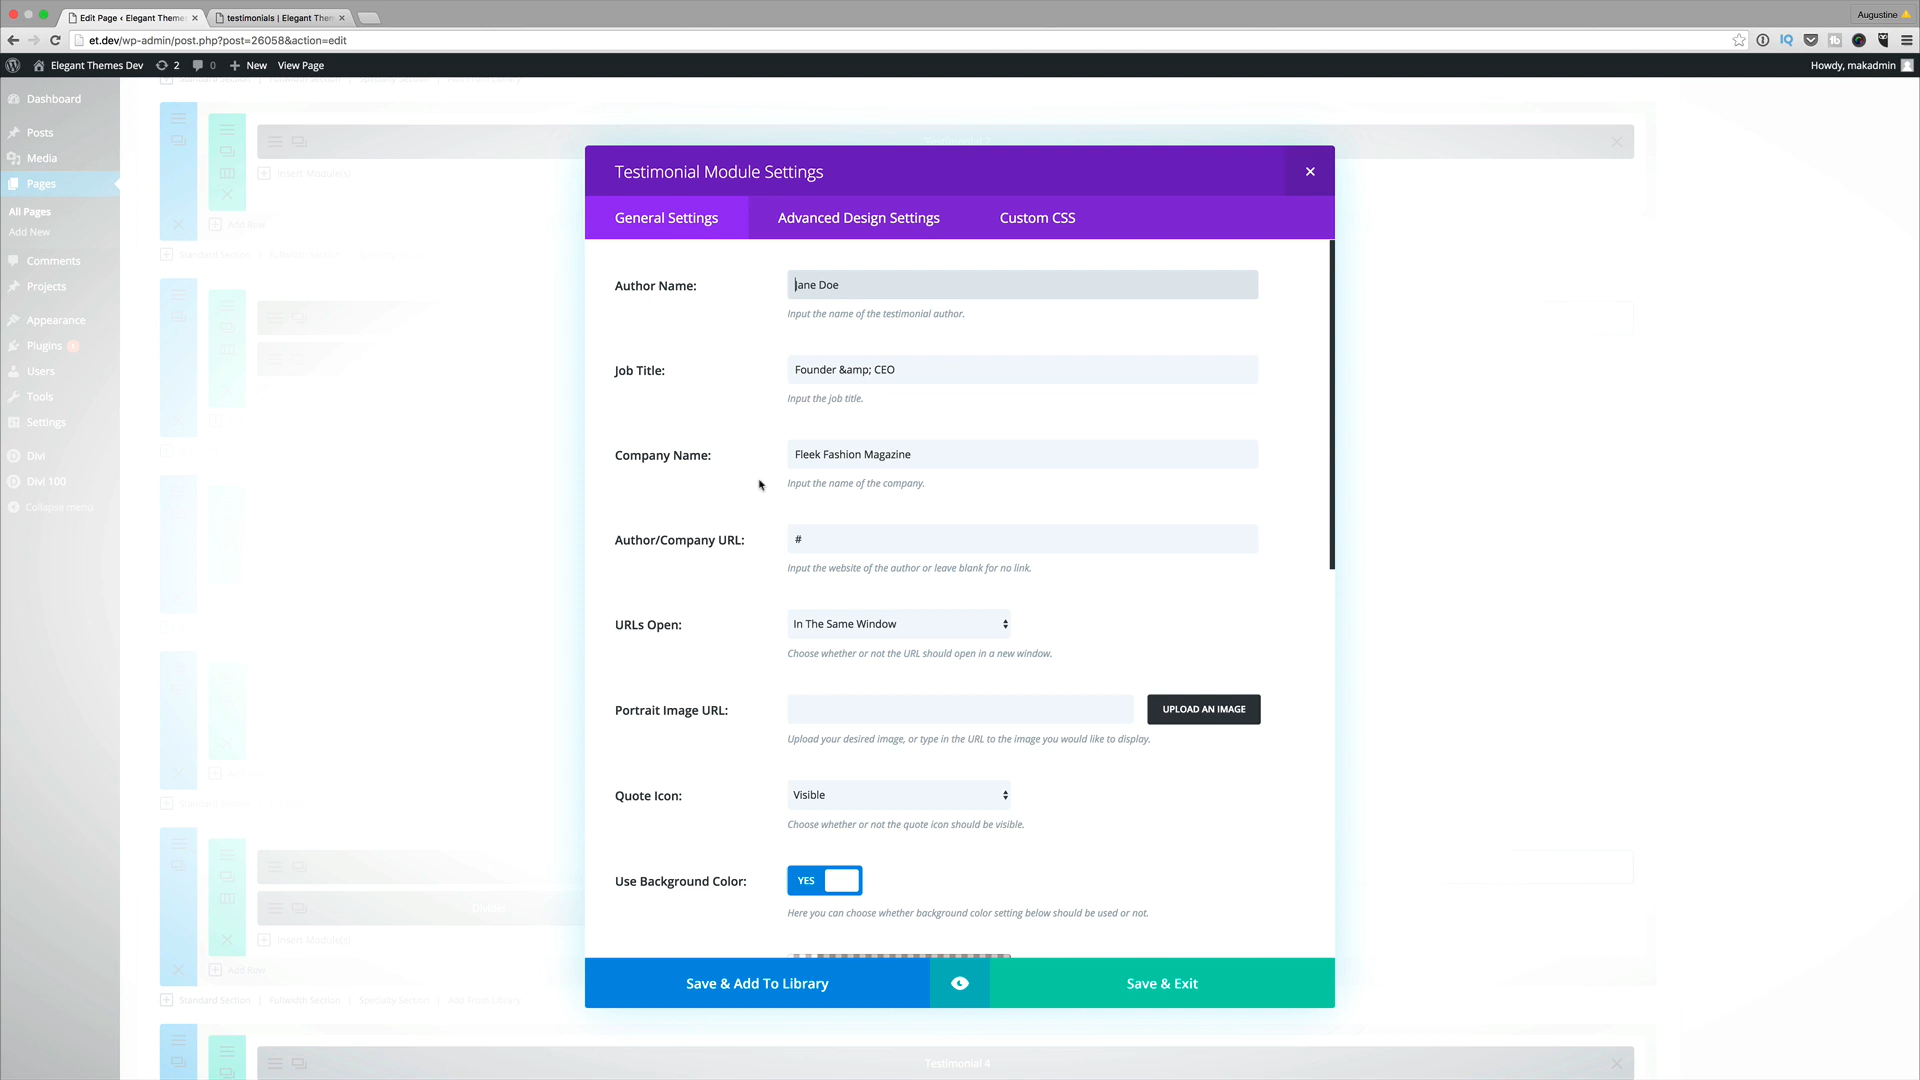 Edit Page ‹ Elegant Theme
testimonials | Elegant Them
Augustine
et.dev/wp-admin/post.php?post=26058&action=edit
Elegant Themes Dev
2
0
New
View Page
Howdy, makadmin
Dashboard
Posts
Media
Pages
All Pages
Add New
Comments
Projects
Appearance
Plugins 1
Users
Tools
Settings
Divi
Divi 100
Collapse menu
Insert Module(s)
Add Row
Testimonial Module Settings
General Settings
Advanced Design Settings
Custom CSS
Author Name:
Jane Doe
Input the name of the testimonial author.
Job Title:
Founder &amp; CEO
Input the job title.
Company Name:
Fleek Fashion Magazine
Input the name of the company.
Author/Company URL:
#
Input the website of the author or leave blank for no link.
URLs Open:
In The Same Window
Choose whether or not the URL should open in a new window.
Portrait Image URL:
UPLOAD AN IMAGE
Upload your desired image, or type in the URL to the image you would like to display.
Quote Icon:
Visible
Choose whether or not the quote icon should be visible.
Use Background Color:
YES
Here you can choose whether background color setting below should be used or not.
Divider
Insert Module(s)
Add Row
Save & Add To Library
Save & Exit
Standard Section | Fullwidth Section | Specialty Section | Add From Library
Testimonial 4